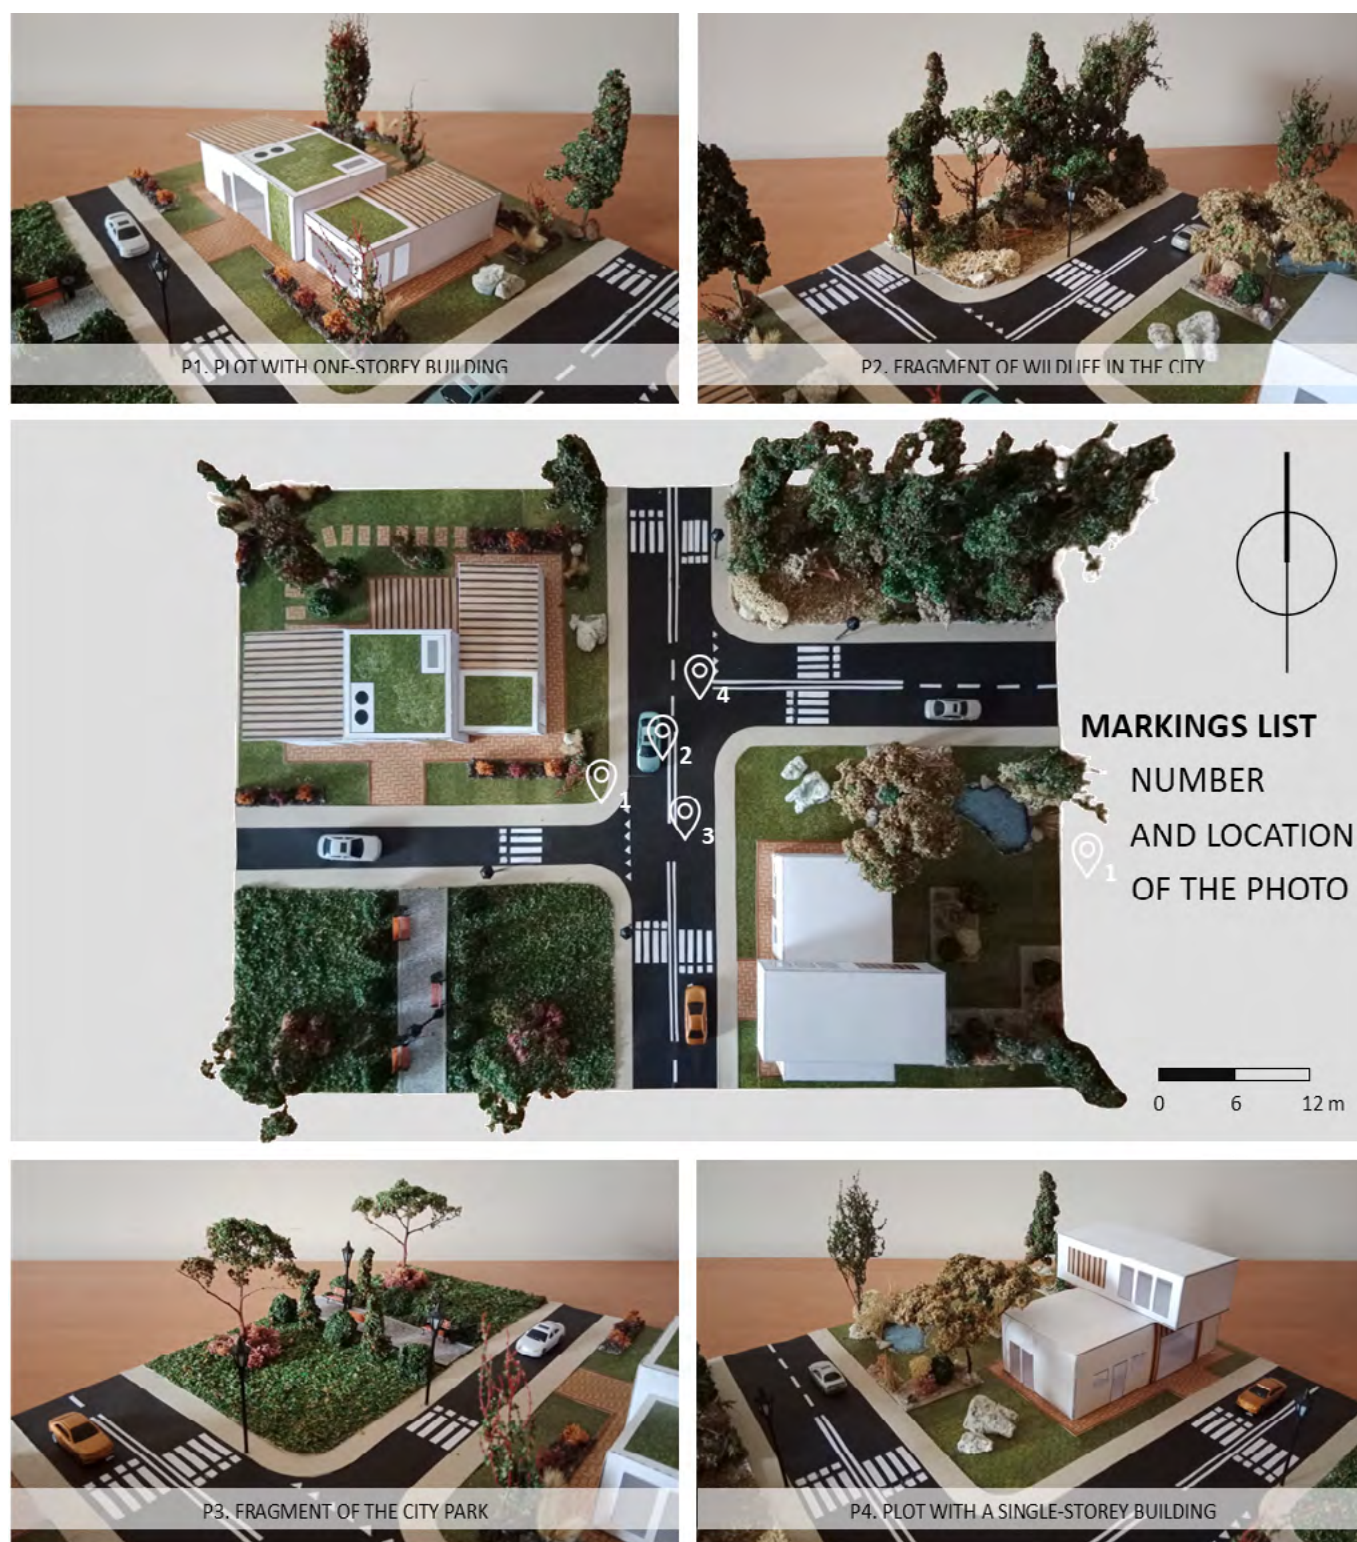 P1. PLOT WITH ONE-STOREY BUILDING
P2. FRAGMENT OF WILDLIFE IN THE CITY
4
2
1
3
MARKINGS LIST
NUMBER
AND LOCATION
1
OF THE PHOTO
0 6 12 m
P3. FRAGMENT OF THE CITY PARK
P4. PLOT WITH A SINGLE-STOREY BUILDING